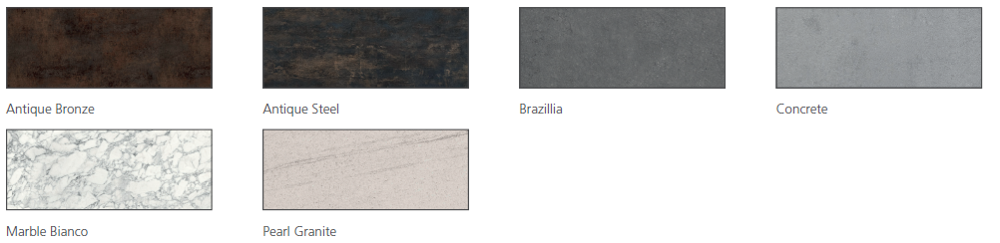 Antique Bronze
Antique Steel
Brazillia
Concrete
Marble Bianco
Pearl Granite